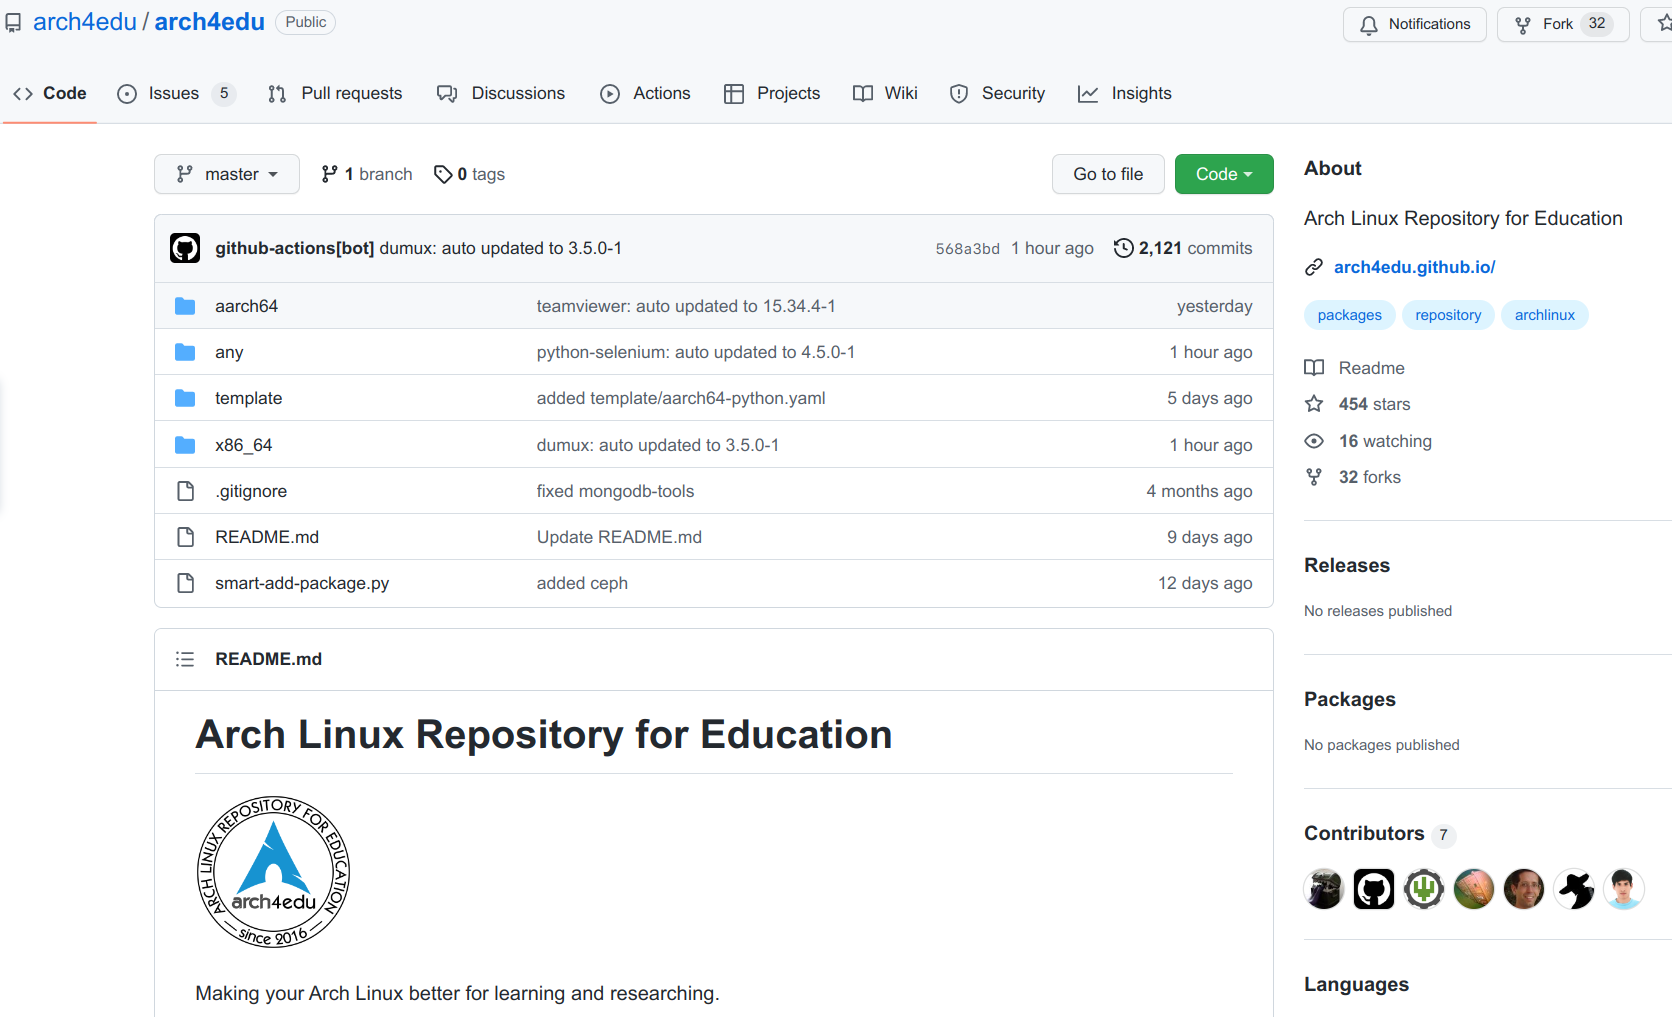 arch4edu / arch4edu Public
Notifications Fork 32
Code Issues 5 Pull requests Discussions Actions Projects Wiki Security Insights
master 1 branch 0 tags Go to file Code
github-actions[bot] dumux: auto updated to 3.5.0-1 568a3bd 1 hour ago 2,121 commits
aarch64 teamviewer: auto updated to 15.34.4-1 yesterday
any python-selenium: auto updated to 4.5.0-1 1 hour ago
template added template/aarch64-python.yaml 5 days ago
x86_64 dumux: auto updated to 3.5.0-1 1 hour ago
.gitignore fixed mongodb-tools 4 months ago
README.md Update README.md 9 days ago
smart-add-package.py added ceph 12 days ago
README.md
Arch Linux Repository for Education
ARCH LINUX REPOSITORY FOR EDUCATION
arch4edu
since 2016
Making your Arch Linux better for learning and researching.
About
Arch Linux Repository for Education
arch4edu.github.io/
packages repository archlinux
Readme
454 stars
16 watching
32 forks
Releases
No releases published
Packages
No packages published
Contributors 7
Languages